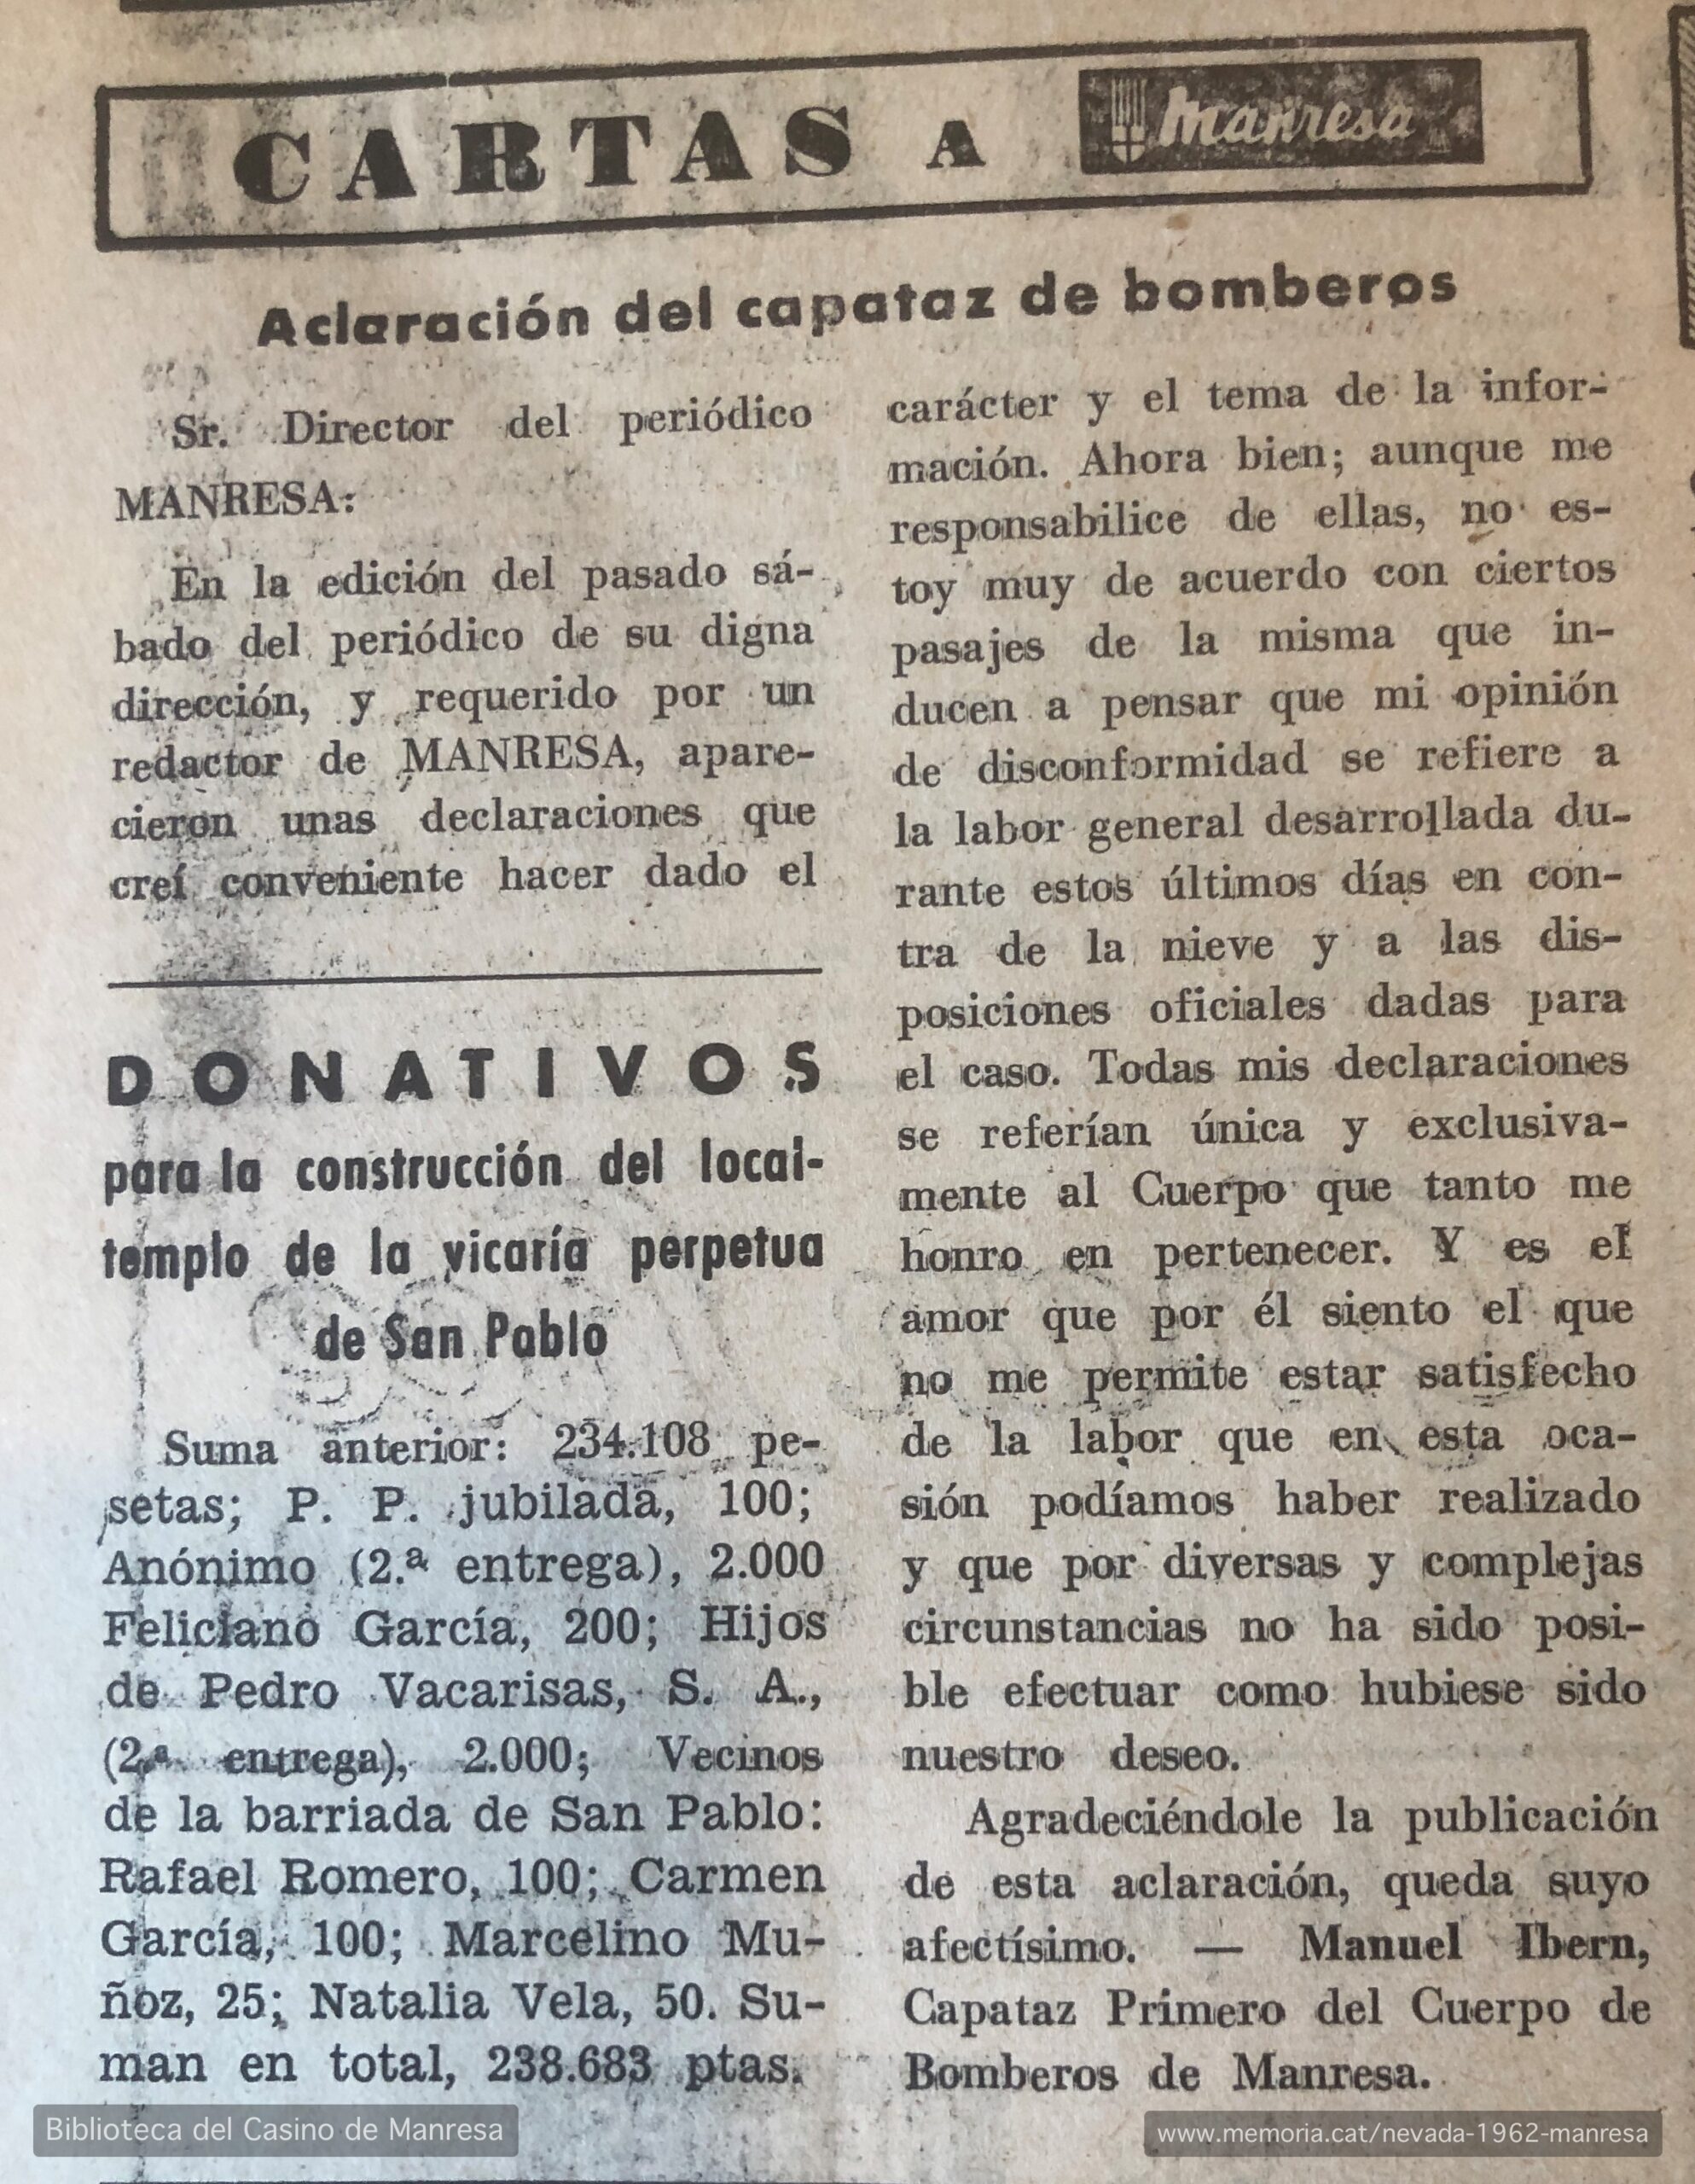 CARTAS A manresa
Aclaración del capataz de bomberos
Sr. Director del periódico
MANRESA:
En la edición del pasado sá-
bado del periódico de su digna
dirección, y requerido por un
redactor de MANRESA, apare-
cieron unas declaraciones que
creí conveniente hacer dado el
carácter y el tema de la infor-
mación. Ahora bien; aunque me
responsabilice de ellas, no es-
toy muy de acuerdo con ciertos
pasajes de la misma que in-
ducen a pensar que mi opinión
de disconformidad se refiere a
la labor general desarrollada du-
rante estos últimos días en con-
tra de la nieve y a las dis-
posiciones oficiales dadas para
el caso. Todas mis declaraciones
se referían única y exclusiva-
mente al Cuerpo que tanto me
honro en pertenecer. Y es el
amor que por él siento el que
no me permite estar satisfecho
de la labor que en esta oca-
sión podíamos haber realizado
y que por diversas y complejas
circunstancias no ha sido posi-
ble efectuar como hubiese sido
nuestro deseo.
Agradeciéndole la publicación
de esta aclaración, queda suyo
afectísimo. — Manuel Ibern,
Capataz Primero del Cuerpo de
Bomberos de Manresa.
DONATIVOS
para la construcción del local-
templo de la vicaría perpetua
de San Pablo
Suma anterior: 234.108 pe-
setas; P. P. jubilada, 100;
Anónimo (2.ª entrega), 2.000
Feliciano García, 200; Hijos
de Pedro Vacarisas, S. A.,
(2.ª entrega), 2.000; Vecinos
de la barriada de San Pablo:
Rafael Romero, 100; Carmen
García, 100; Marcelino Mu-
ñoz, 25; Natalia Vela, 50. Su-
man en total, 238.683 ptas.
Biblioteca del Casino de Manresa
www.memoria.cat/nevada-1962-manresa